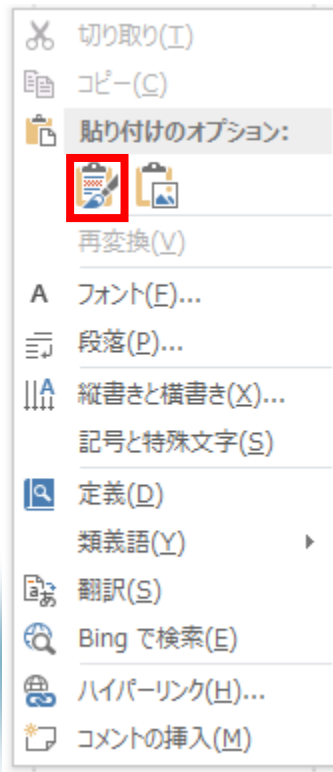 切り取り(T)
コピー(C)
貼り付けのオプション:
再変換(V)
A フォント(F)...
段落(P)...
縦書きと横書き(X)...
記号と特殊文字(S)
定義(D)
類義語(Y)
翻訳(S)
Bing で検索(E)
ハイパーリンク(H)...
コメントの挿入(M)